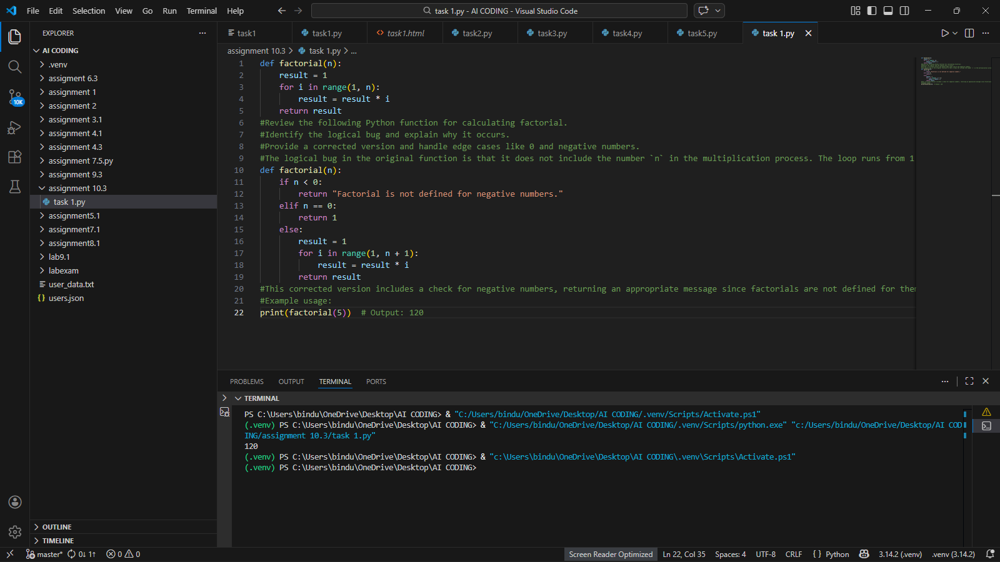 File Edit Selection View Go Run Terminal Help
task 1.py - AI CODING - Visual Studio Code
EXPLORER
AI CODING
.venv
assigment 6.3
assignment 1
assignment 2
assignment 3.1
assignment 4.1
assignment 4.3
assignment 7.5.py
assignment 9.3
assignment 10.3
task 1.py
assignment5.1
assignment7.1
assignment8.1
lab9.1
labexam
user_data.txt
users.json
OUTLINE
TIMELINE
10K
task1 task1.py task1.html task2.py task3.py task4.py task5.py task 1.py
assignment 10.3 > task 1.py > ...
1 def factorial(n):
2 result = 1
3 for i in range(1, n):
4 result = result * i
5 return result
6 #Review the following Python function for calculating factorial.
7 #Identify the logical bug and explain why it occurs.
8 #Provide a corrected version and handle edge cases like 0 and negative numbers.
9 #The logical bug in the original function is that it does not include the number `n` in the multiplication process. The loop runs from 1
10 def factorial(n):
11 if n < 0:
12 return "Factorial is not defined for negative numbers."
13 elif n == 0:
14 return 1
15 else:
16 result = 1
17 for i in range(1, n + 1):
18 result = result * i
19 return result
20 #This corrected version includes a check for negative numbers, returning an appropriate message since factorials are not defined for them
21 #Example usage:
22 print(factorial(5)) # Output: 120
PROBLEMS OUTPUT TERMINAL PORTS
TERMINAL
PS C:\Users\bindu\OneDrive\Desktop\AI CODING> & "C:/Users/bindu/OneDrive/Desktop/AI CODING/.venv/Scripts/Activate.ps1"
(.venv) PS C:\Users\bindu\OneDrive\Desktop\AI CODING> & "C:/Users/bindu/OneDrive/Desktop/AI CODING/.venv/Scripts/python.exe" "c:/Users/bindu/OneDrive/Desktop/AI COD
ING/assignment 10.3/task 1.py"
120
(.venv) PS C:\Users\bindu\OneDrive\Desktop\AI CODING> & "c:\Users\bindu\OneDrive\Desktop\AI CODING\.venv\Scripts\Activate.ps1"
(.venv) PS C:\Users\bindu\OneDrive\Desktop\AI CODING>
master* 0↓ 1↑ 0 0 Screen Reader Optimized Ln 22, Col 35 Spaces: 4 UTF-8 CRLF { } Python 3.14.2 (.venv) .venv (3.14.2)